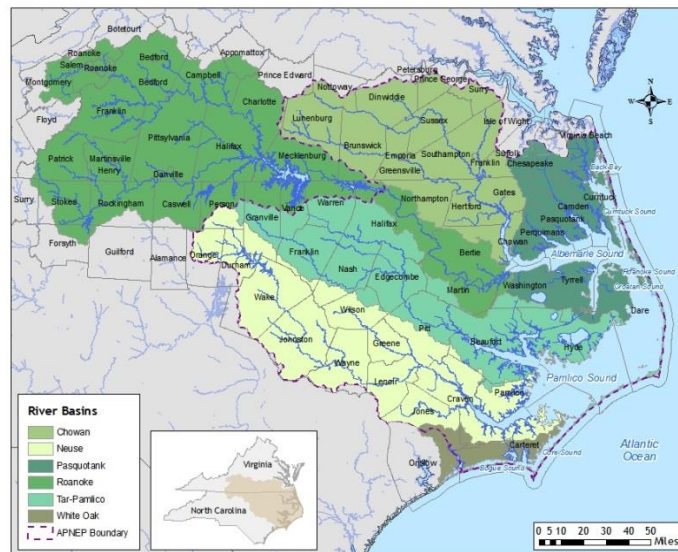 Botetourt
Roanoke
Salem
Roanoke
Bedford
Bedford
Campbell
Appomattox
Prince Edward
Nottoway
Petersburg
Prince George
Surry
Montgomery
Charlotte
Dinwiddie
Sussex
Isle of Wight
Floyd
Franklin
Lunenburg
Brunswick
Southampton
Virginia Beach
Pittsylvania
Halifax
Emporia
Greensville
Franklin
Suffolk
Chesapeake
Patrick
Martinsville
Henry
Danville
Mecklenburg
Back Bay
Surry
Stokes
Rockingham
Caswell
Person
Vance
Warren
Northampton
Hertford
Gates
Camden
Currituck
Pasquotank
Currituck Sound
Perquimans
Chowan
Forsyth
Guilford
Alamance
Orange
Durham
Granville
Franklin
Halifax
Bertie
Albemarle Sound
Nash
Edgecombe
Martin
Washington
Tyrrell
Roanoke Sound
Croatan Sound
Dare
Wake
Wilson
Pitt
Beaufort
Hyde
Johnston
Greene
Wayne
Lenoir
Craven
Pamlico
Pamlico Sound
Jones
Onslow
Carteret
Core Sound
Bogue Sound
Atlantic
Ocean
N
W
E
S
River Basins
Chowan
Neuse
Pasquotank
Roanoke
Tar-Pamlico
White Oak
APNEP Boundary
Virginia
North Carolina
0 5 10 20 30 40 50
Miles